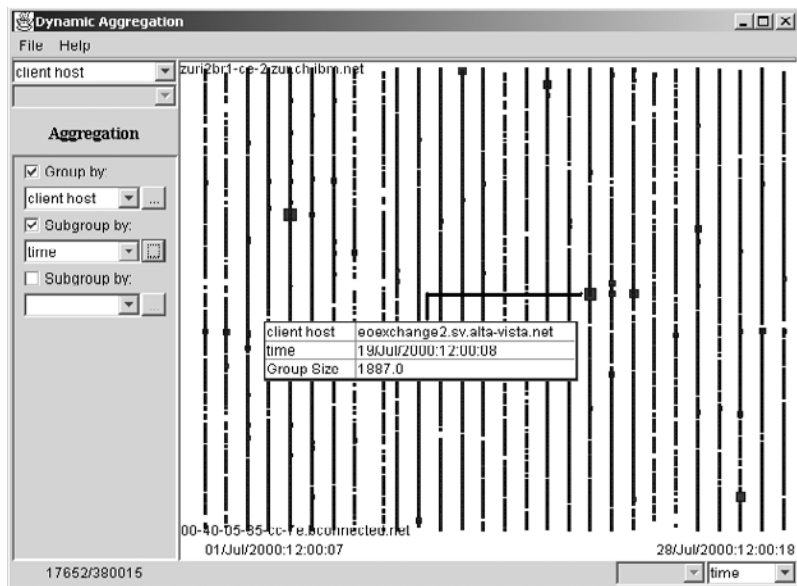 Dynamic Aggregation
File Help
client host
zuri2br1-ce-2.zur.ch.ibm.net
Aggregation
Group by:
client host
...
Subgroup by:
time
Subgroup by:
...
client host eoexchange2.sv.alta-vista.net
time 19/Jul/2000:12:00:08
Group Size 1887.0
00-40-05-35-cc-7e.bconnected.net
01/Jul/2000:12:00:07 28/Jul/2000:12:00:18
17652/380015 time